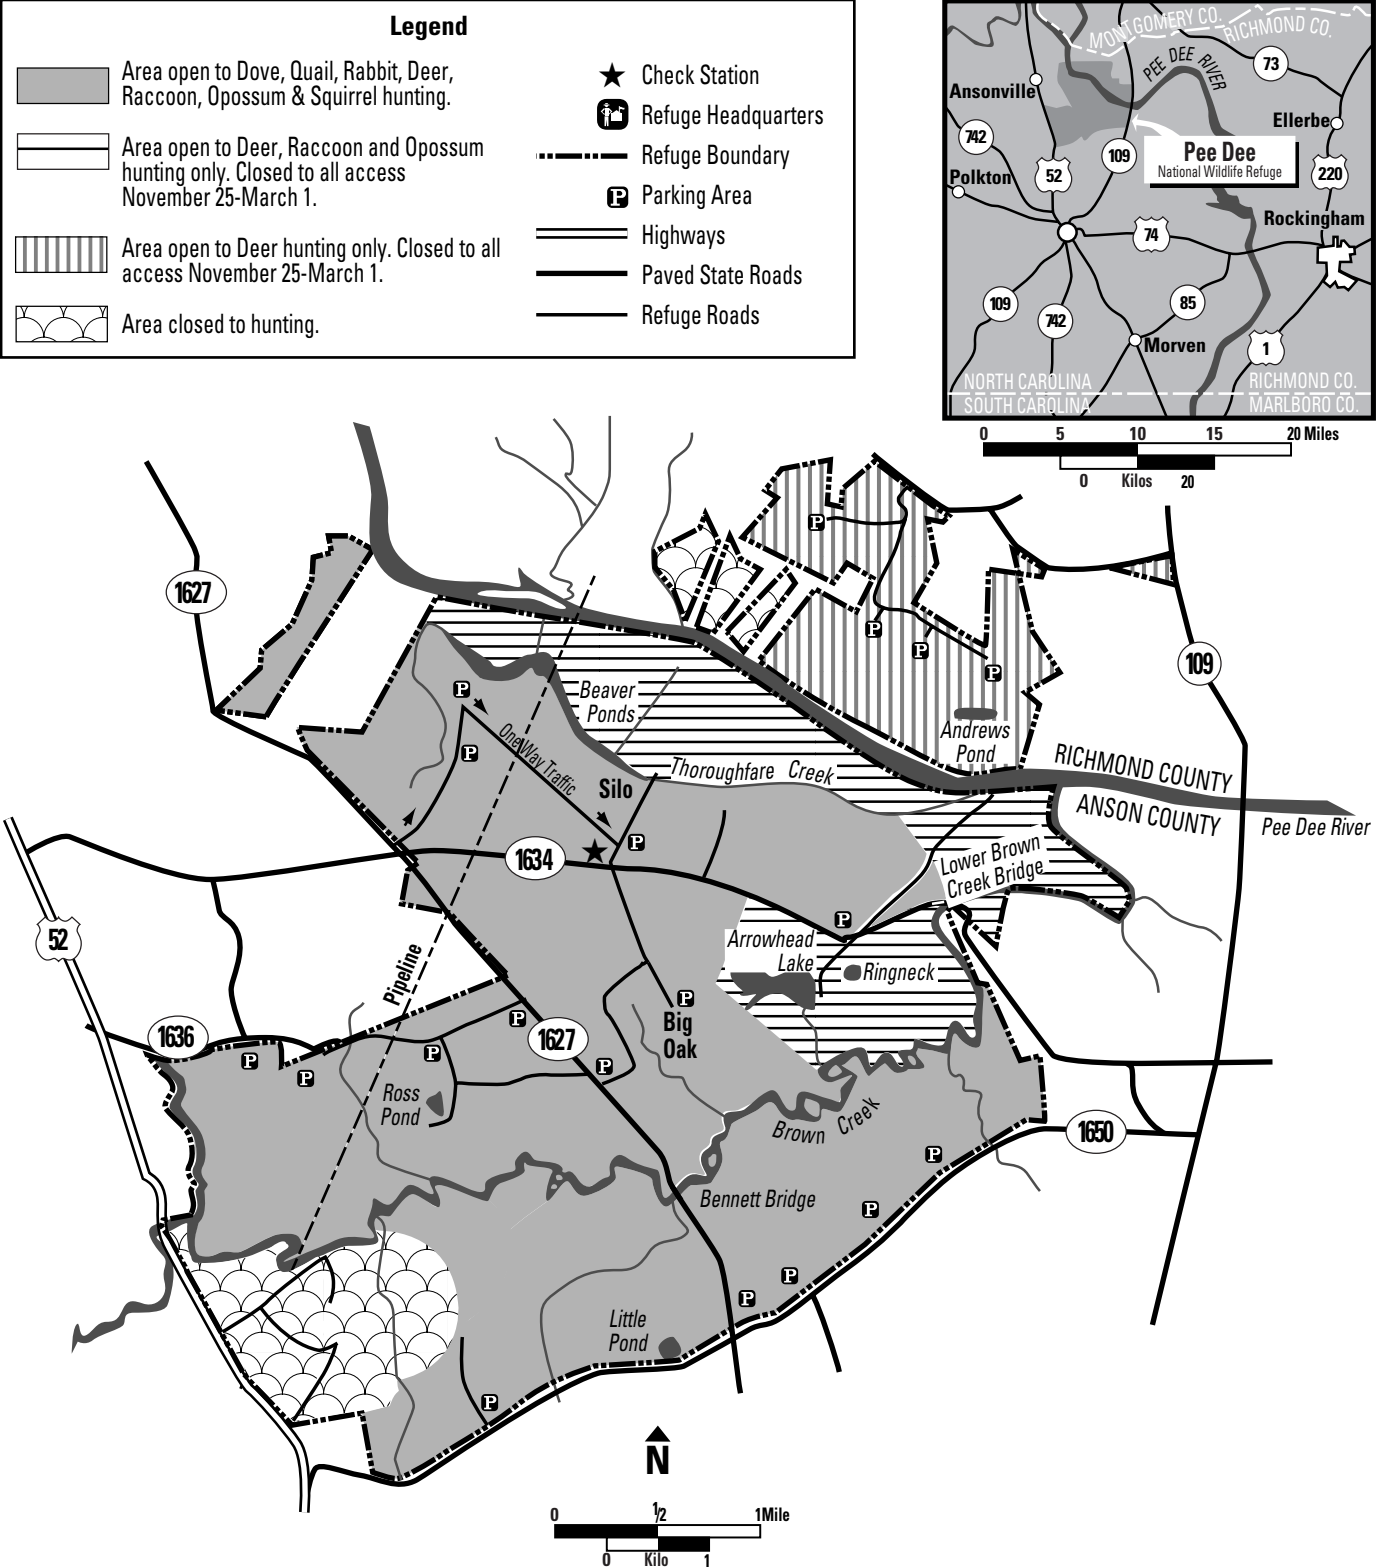 Legend
Area open to Dove, Quail, Rabbit, Deer,
Raccoon, Opossum & Squirrel hunting.
Area open to Deer, Raccoon and Opossum
hunting only. Closed to all access
November 25-March 1.
Area open to Deer hunting only. Closed to all
access November 25-March 1.
Area closed to hunting.
Check Station
Refuge Headquarters
Refuge Boundary
P Parking Area
Highways
Paved State Roads
Refuge Roads
MONTGOMERY CO.
RICHMOND CO.
PEE DEE RIVER
73
Ansonville
Ellerbe
742
109
52
Pee Dee
National Wildlife Refuge
220
Polkton
Rockingham
74
109
742
85
Morven
1
NORTH CAROLINA
RICHMOND CO.
SOUTH CAROLINA
MARLBORO CO.
0 5 10 15 20 Miles
0 Kilos 20
1627
P
P
P
P
P
109
P
Beaver
Ponds
One Way Traffic
P
Andrews
Pond
Thoroughfare Creek
Silo
RICHMOND COUNTY
ANSON COUNTY
Pee Dee River
P
1634
Lower Brown
Creek Bridge
P
52
Arrowhead
Lake
Ringneck
Pipeline
P
Big
Oak
P
1636
1627
P
P
P
P
Ross
Pond
Brown Creek
1650
P
Bennett Bridge
P
P
P
Little
Pond
P
N
0 1/2 1Mile
0 Kilo 1